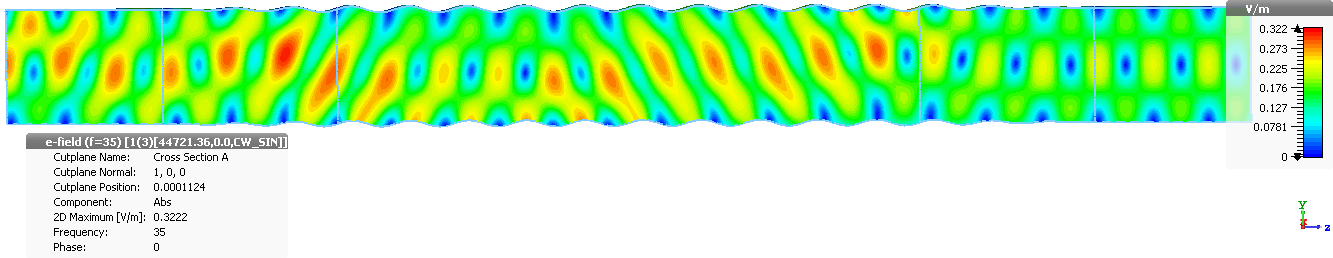 V/m
0.322
0.273
0.225
0.176
0.127
0.0781
0
e-field (f=35) [1(3)[44721.36,0.0,CW_SIN]]
Cutplane Name: Cross Section A
Cutplane Normal: 1, 0, 0
Cutplane Position: 0.0001124
Component: Abs
2D Maximum [V/m]: 0.3222
Frequency: 35
Phase: 0
Y
z